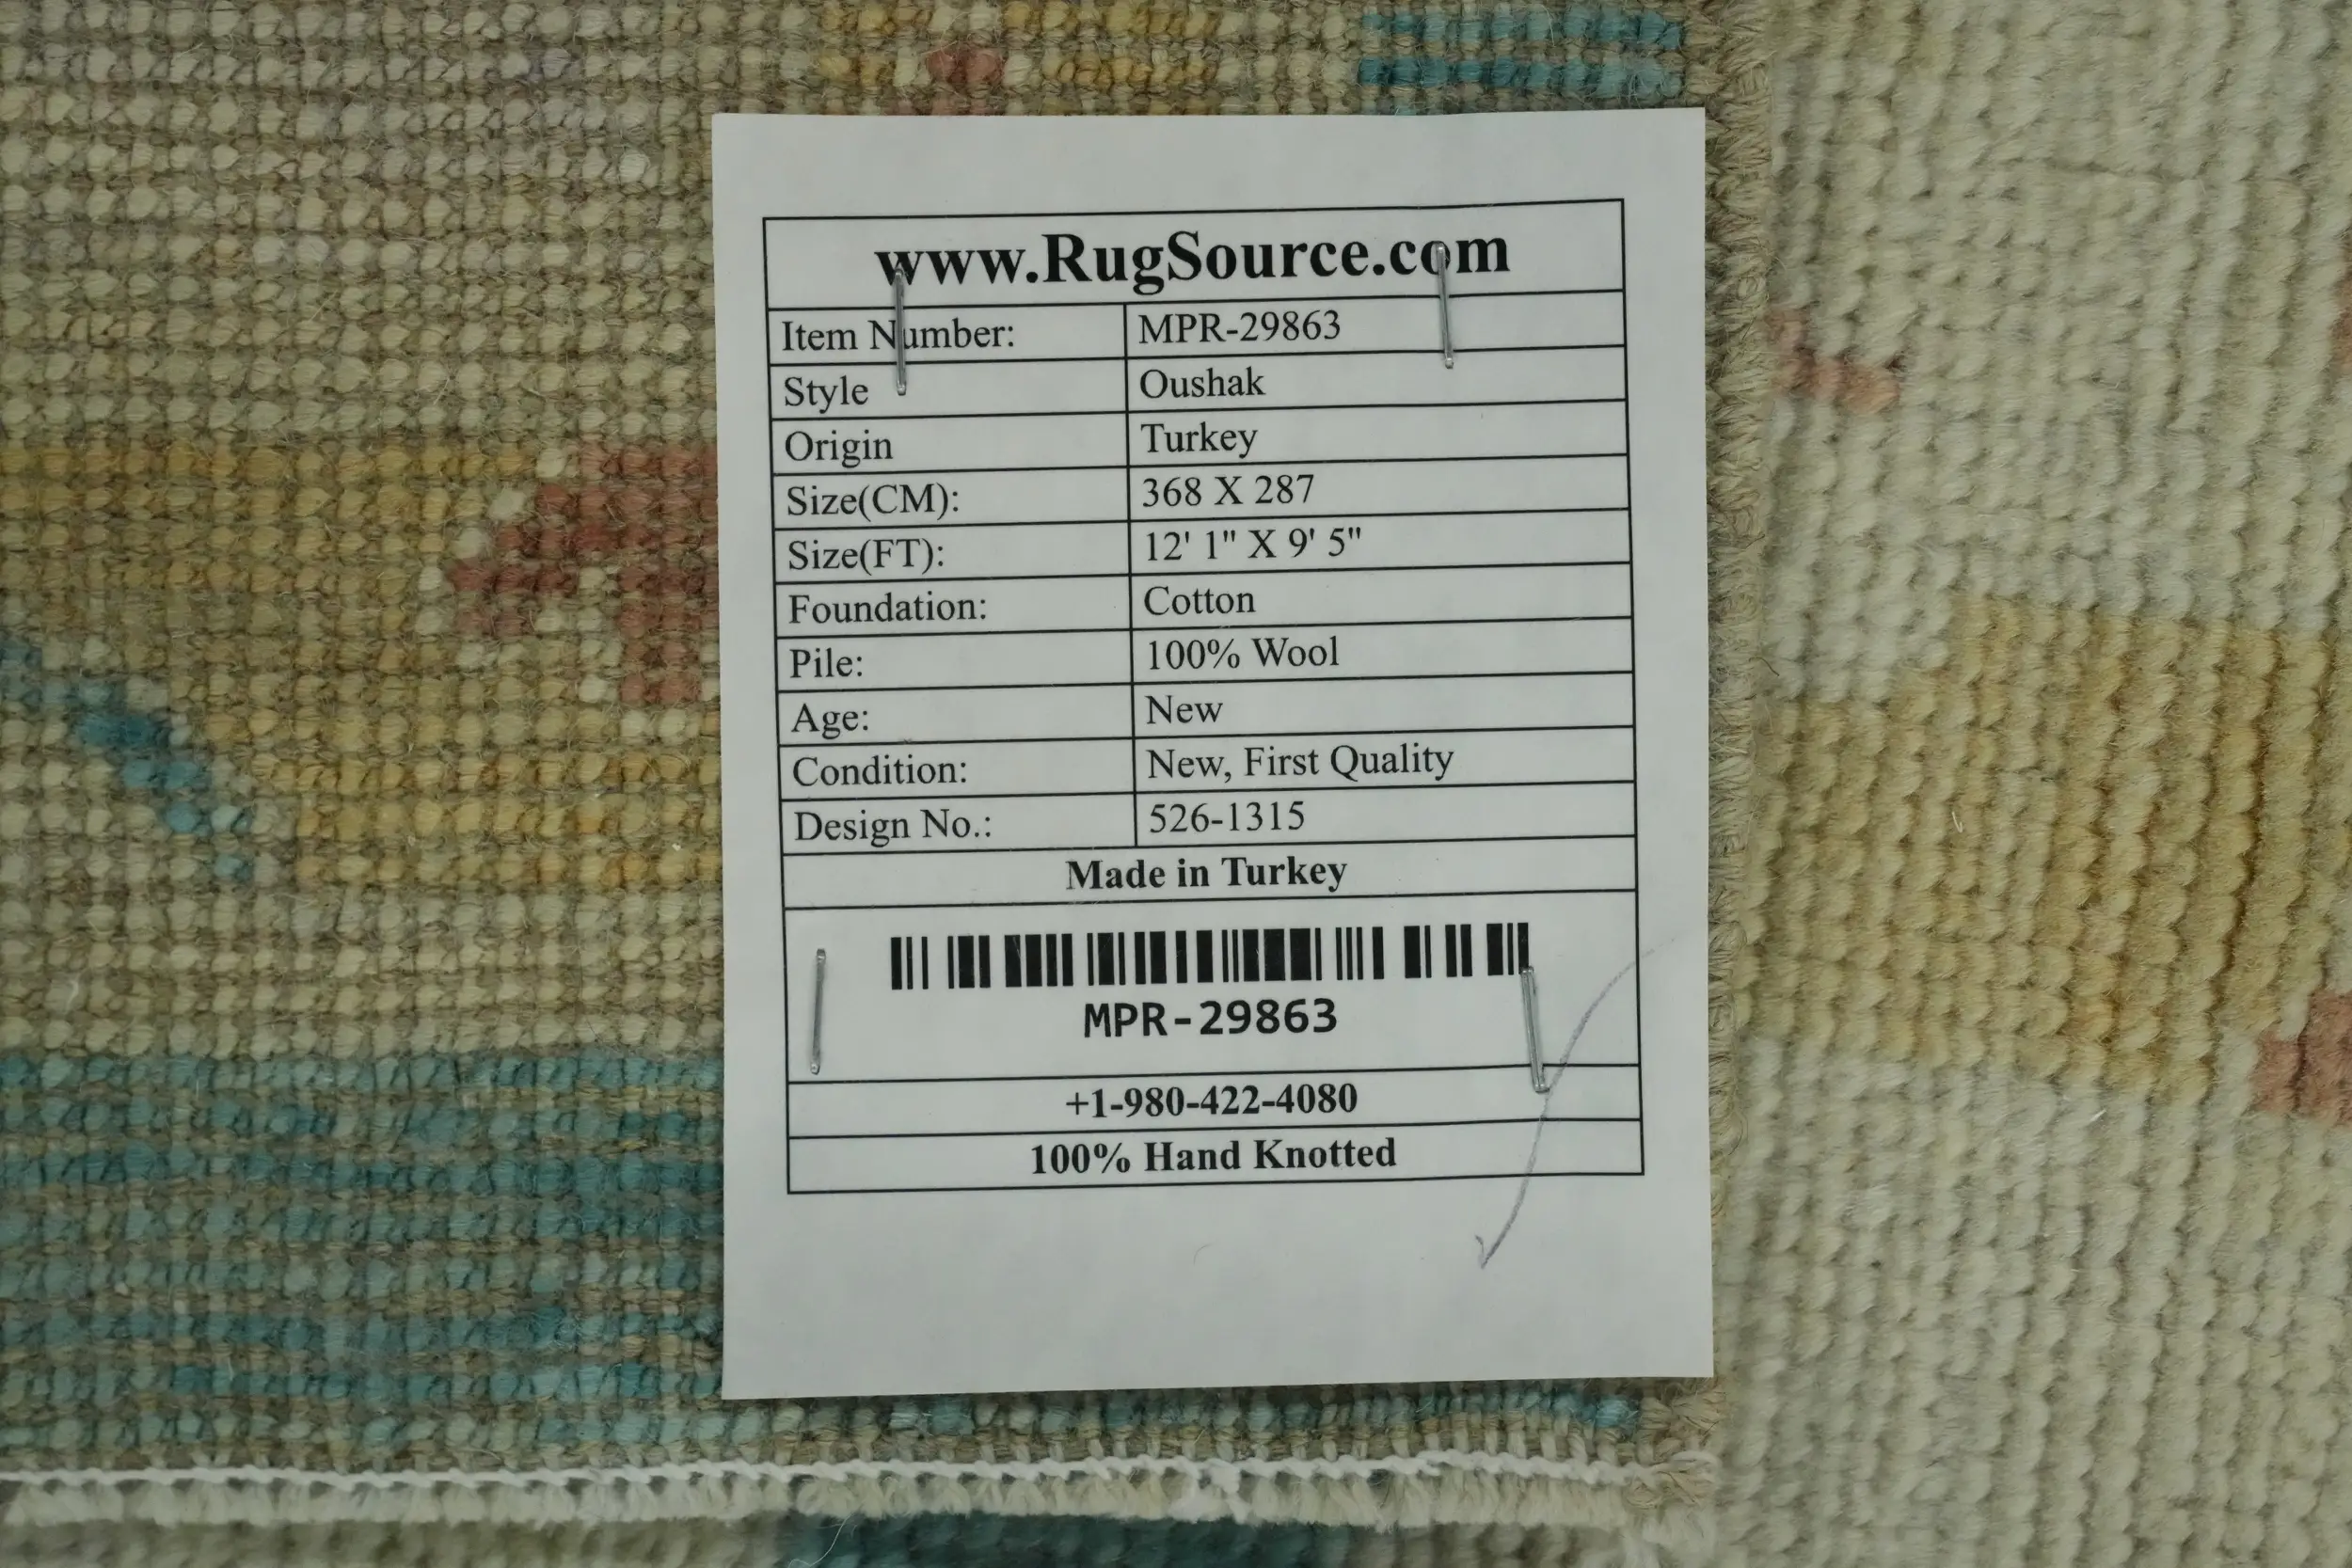 www.RugSource.com
Item Number: MPR-29863
Style Oushak
Origin Turkey
Size(CM): 368 X 287
Size(FT): 12' 1" X 9' 5"
Foundation: Cotton
Pile: 100% Wool
Age: New
Condition: New, First Quality
Design No.: 526-1315
Made in Turkey
MPR-29863
+1-980-422-4080
100% Hand Knotted